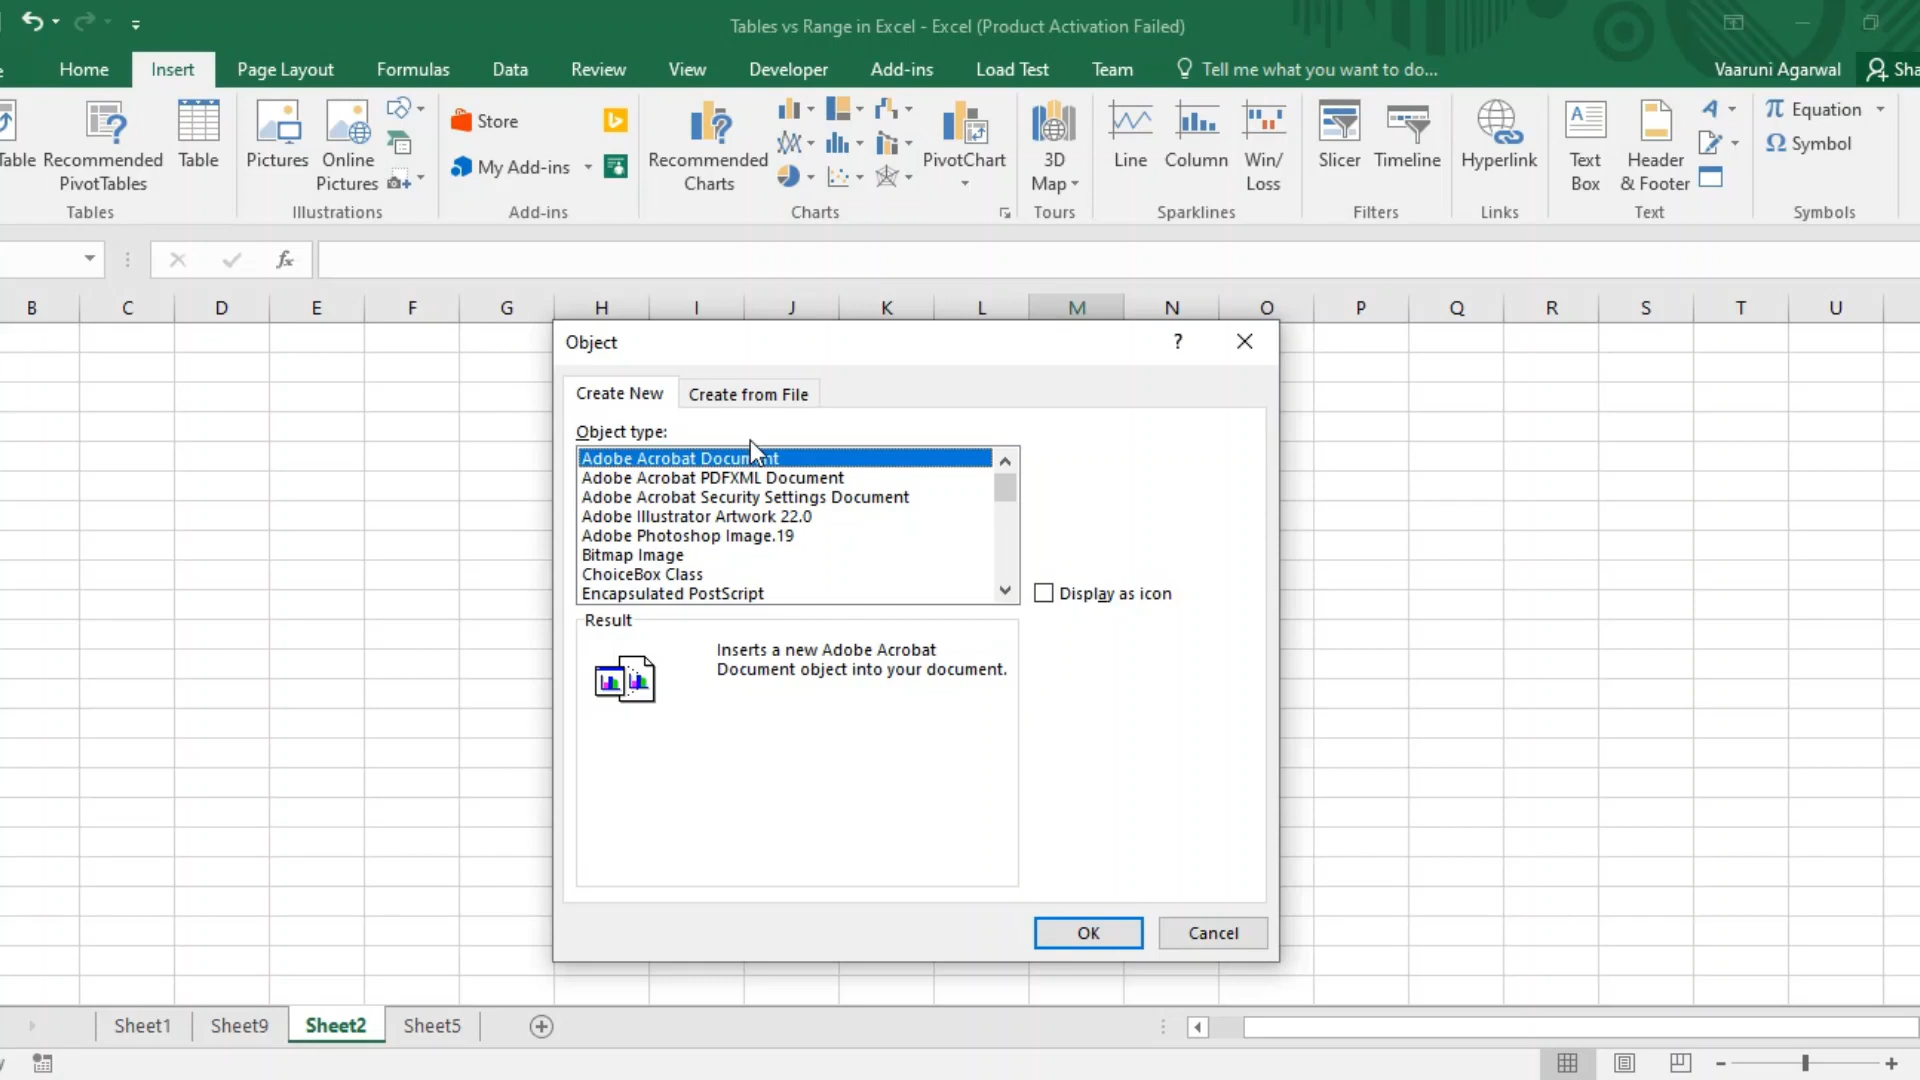 Tables vs Range in Excel - Excel (Product Activation Failed)
Home Insert Page Layout Formulas Data Review View Developer Add-ins Load Test Team Tell me what you want to do... Vaaruni Agarwal Sha
Store
Equation
Symbol
My Add-ins
Table Recommended PivotTables
Table
Pictures
Online Pictures
Recommended Charts
PivotChart
3D Map
Line
Column
Win/ Loss
Slicer
Timeline
Hyperlink
Text Box
Header & Footer
Tables Illustrations Add-ins Charts Tours Sparklines Filters Links Text Symbols
fx
B C D E F G H I J K L M N O P Q R S T U
Object
Create New Create from File
Object type:
Adobe Acrobat Document
Adobe Acrobat PDFXML Document
Adobe Acrobat Security Settings Document
Adobe Illustrator Artwork 22.0
Adobe Photoshop Image.19
Bitmap Image
ChoiceBox Class
Encapsulated PostScript
Display as icon
Result
Inserts a new Adobe Acrobat
Document object into your document.
OK Cancel
Sheet1 Sheet9 Sheet2 Sheet5